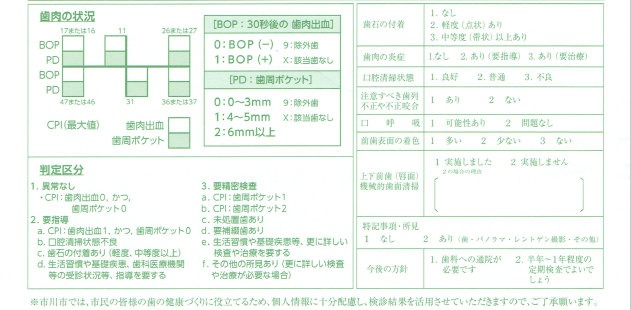 歯肉の状況
17または16 11 26または27
BOP
PD
BOP
PD
47または46 31 36または37
CPI(最大値) 歯肉出血
歯周ポケット
[BOP:30秒後の 歯肉出血]
0:BOP(−) 9:除外歯
1:BOP(+) X:該当歯なし
[PD:歯周ポケット]
0:0〜3mm 9:除外歯
1:4〜5mm X:該当歯なし
2:6mm以上
判定区分
1. 異常なし
・CPI:歯肉出血0、かつ、
歯周ポケット0
2. 要指導
a. CPI:歯肉出血1、かつ、歯周ポケット0
b. 口腔清掃状態不良
c. 歯石の付着あり(軽度、中等度以上)
d. 生活習慣や基礎疾患、歯科医療機関
等の受診状況等、指導を要する
3. 要精密検査
a. CPI:歯周ポケット1
b. CPI:歯周ポケット2
c. 未処置歯あり
d. 要補綴歯あり
e. 生活習慣や基礎疾患等、更に詳しい
検査や治療を要する
f. その他の所見あり(更に詳しい検査
や治療が必要な場合)
歯石の付着
1. なし
2. 軽度(点状)あり
3. 中等度(帯状)以上あり
歯肉の炎症 1.なし 2.あり(要指導) 3.あり(要治療)
口腔清掃状態 1. 良好 2. 普通 3. 不良
注意すべき歯列
不正や不正咬合 1 あり 2 ない
口呼吸 1 可能性あり 2 問題なし
前歯表面の着色 1 多い 2 少ない 3 ない
上下前歯(唇面)
機械的歯面清掃
1 実施しました 2 実施しません
2の場合の理由
特記事項・所見
1 なし 2 あり(歯・パノラマ・レントゲン撮影・その他)
今後の方針
1. 歯科への通院が
必要です
2. 半年〜1年程度の
定期検査でよいで
しょう
※市川市では、市民の皆様の歯の健康づくりに役立てるため、個人情報に十分配慮し、検診結果を活用させていただきますので、ご了承願います。